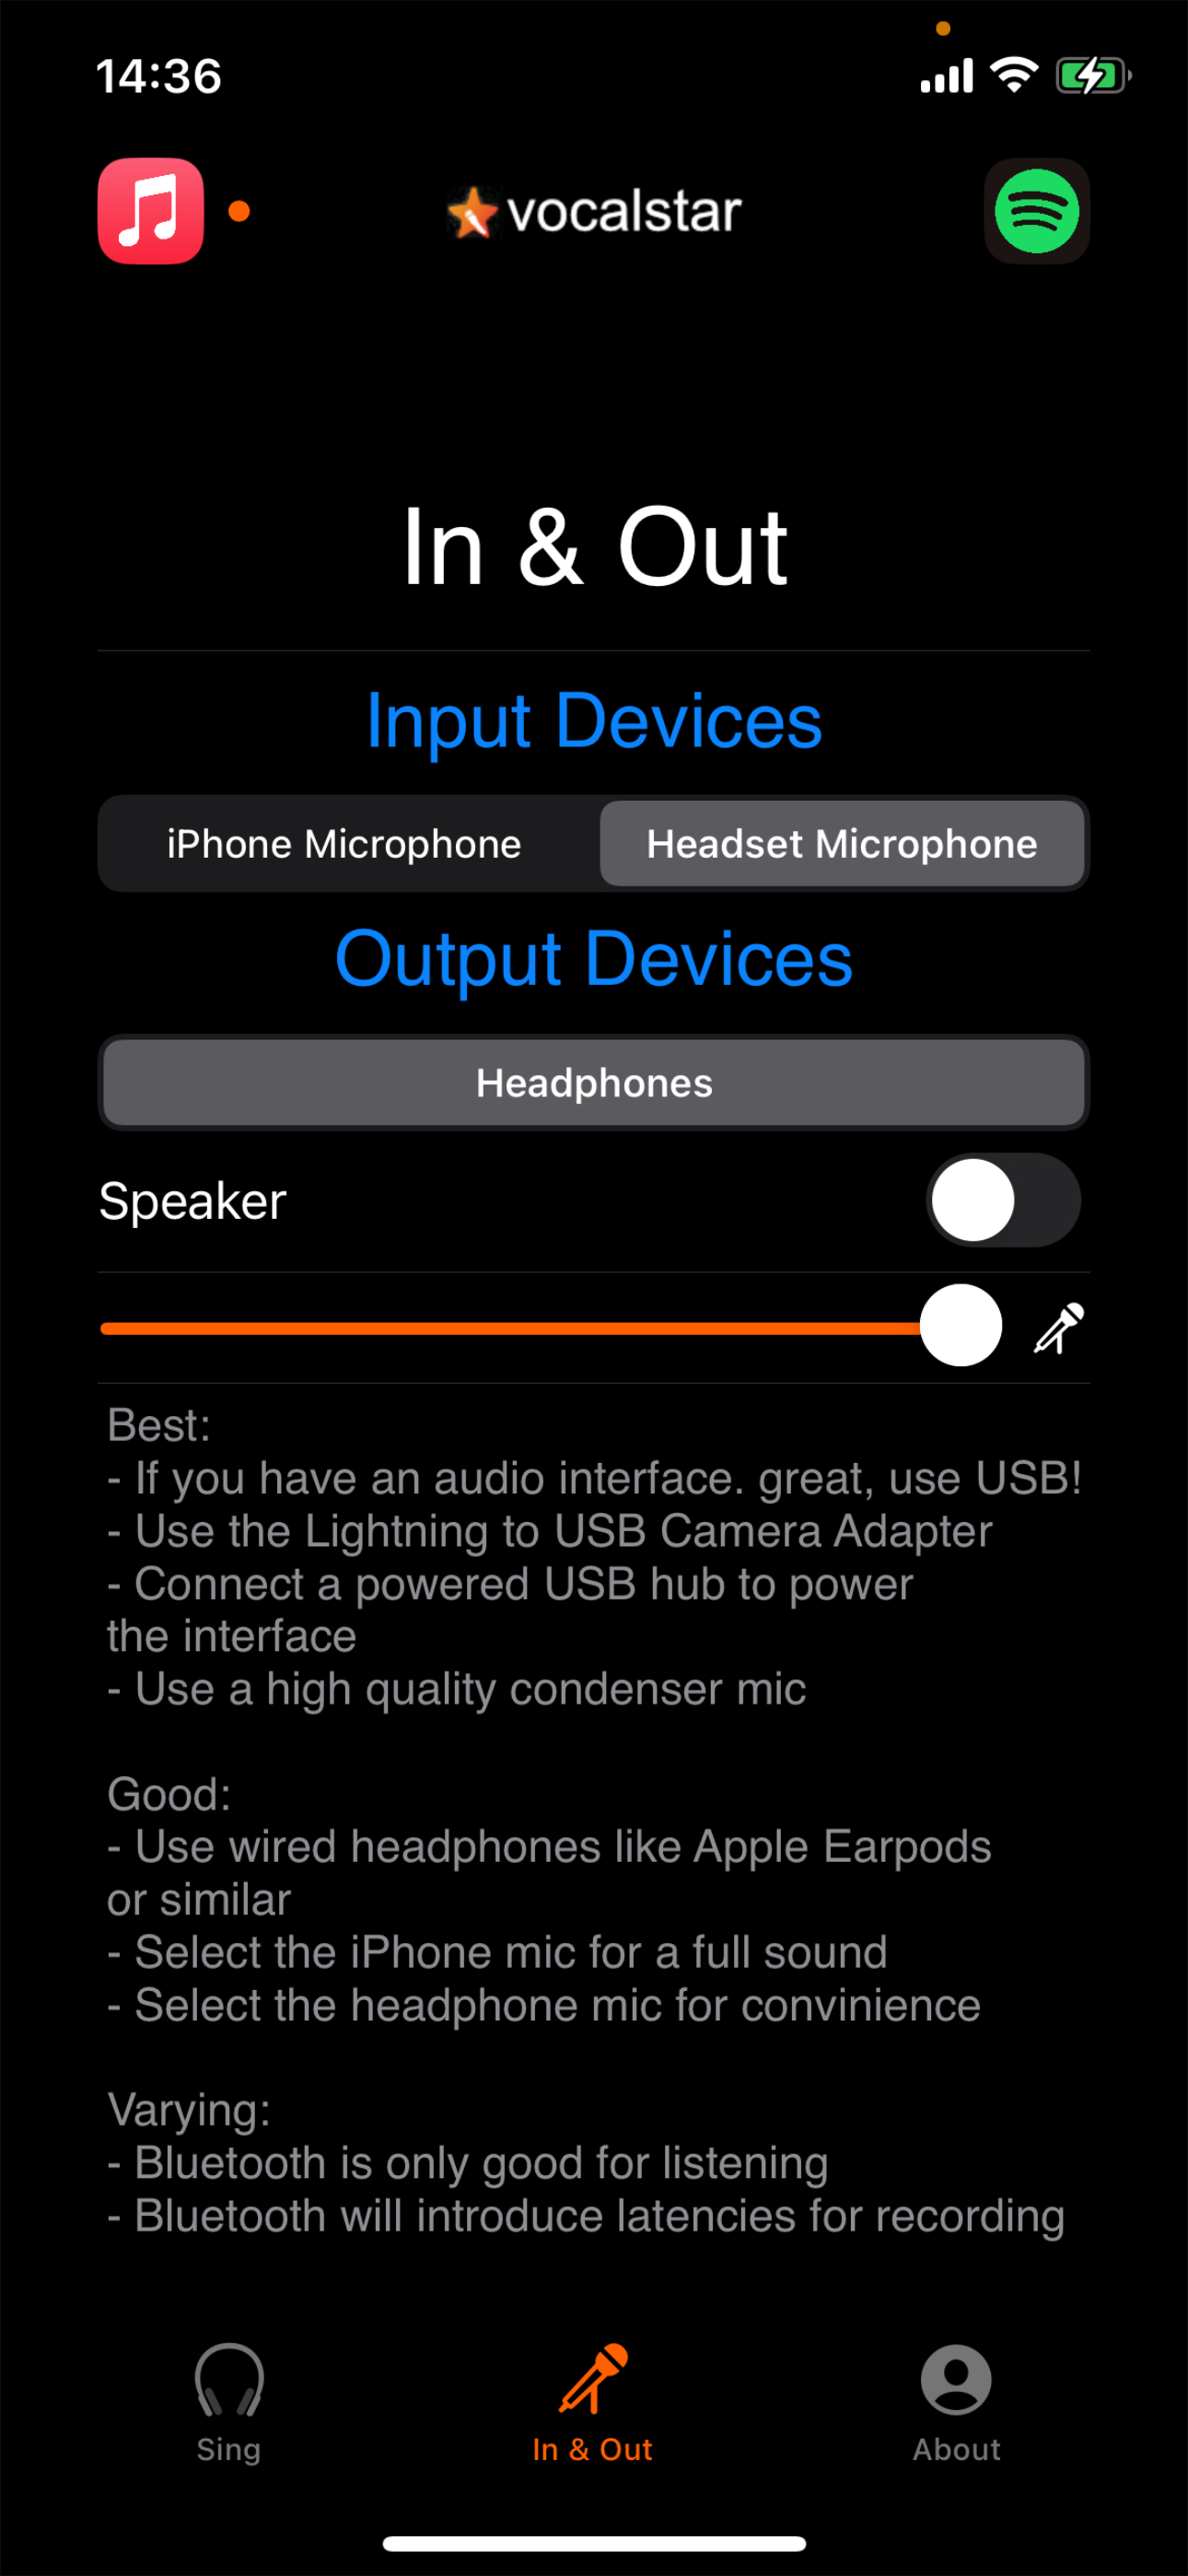 14:36
vocalstar
In & Out
Input Devices
iPhone Microphone
Headset Microphone
Output Devices
Headphones
Speaker
Best:
- If you have an audio interface. great, use USB!
- Use the Lightning to USB Camera Adapter
- Connect a powered USB hub to power
the interface
- Use a high quality condenser mic
Good:
- Use wired headphones like Apple Earpods
or similar
- Select the iPhone mic for a full sound
- Select the headphone mic for convinience
Varying:
- Bluetooth is only good for listening
- Bluetooth will introduce latencies for recording
Sing
In & Out
About